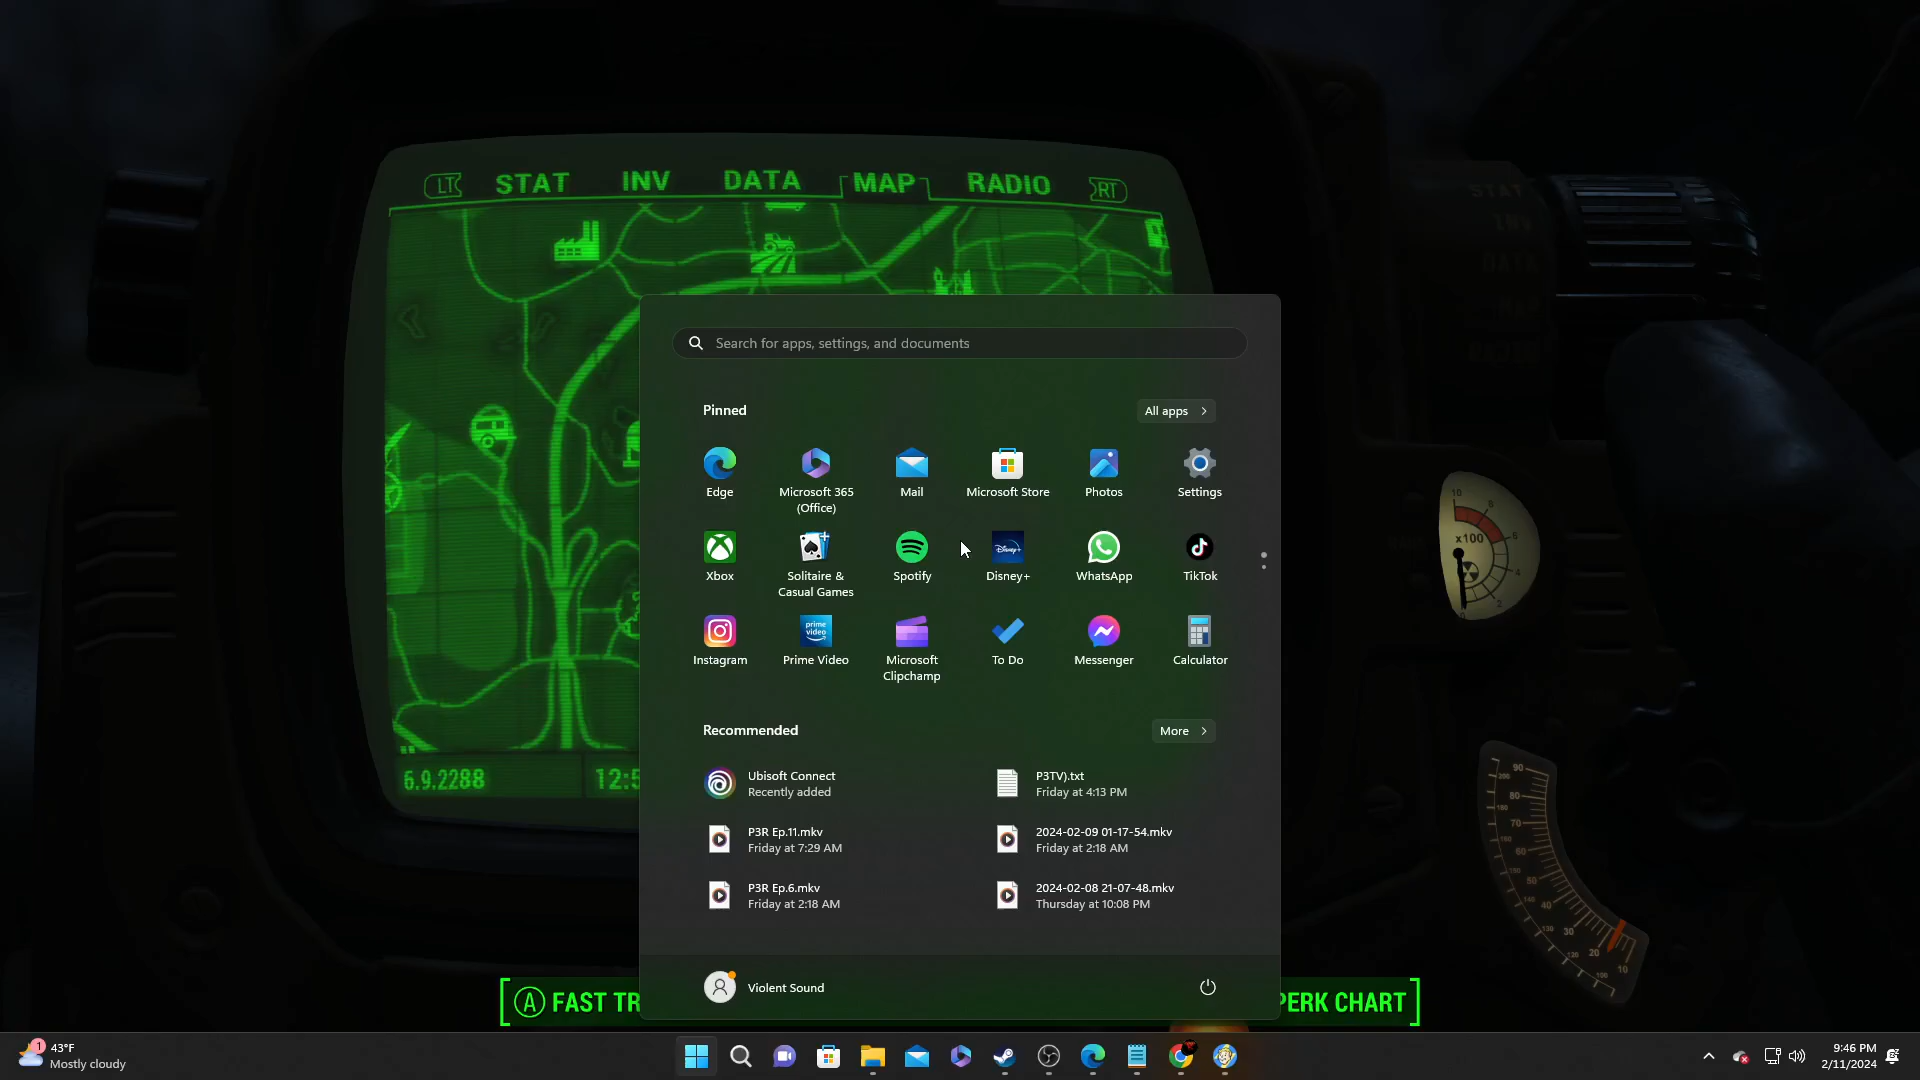 LT STAT INV DATA MAP RADIO RT
Search for apps, settings, and documents
Pinned
All apps
Edge
Microsoft 365
(Office)
Mail
Microsoft Store
Photos
Settings
Xbox
Solitaire &
Casual Games
Spotify
Disney+
WhatsApp
TikTok
Instagram
prime
video
Prime Video
Microsoft
Clipchamp
To Do
Messenger
Calculator
Recommended
More
Ubisoft Connect
Recently added
P3TV).txt
Friday at 4:13 PM
P3R Ep.11.mkv
Friday at 7:29 AM
2024-02-09 01-17-54.mkv
Friday at 2:18 AM
P3R Ep.6.mkv
Friday at 2:18 AM
2024-02-08 21-07-48.mkv
Thursday at 10:08 PM
Violent Sound
6.9.2288
12:5
A FAST TR
PERK CHART
x100
1
43°F
Mostly cloudy
9:46 PM
2/11/2024